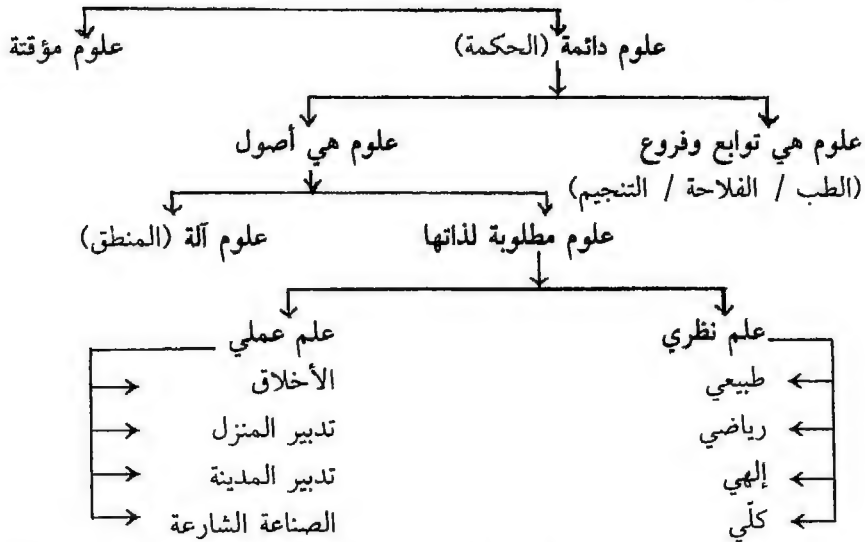 علوم دائمة (الحكمة) علوم مؤقتة
علوم هي توابع وفروع علوم هي أصول
(الطب / الفلاحة / التنجيم)
علوم مطلوبة لذاتها علوم آلة (المنطق)
علم نظري علم عملي
طبيعي الأخلاق
رياضي تدبير المنزل
إلهي تدبير المدينة
كلّي الصناعة الشارعة